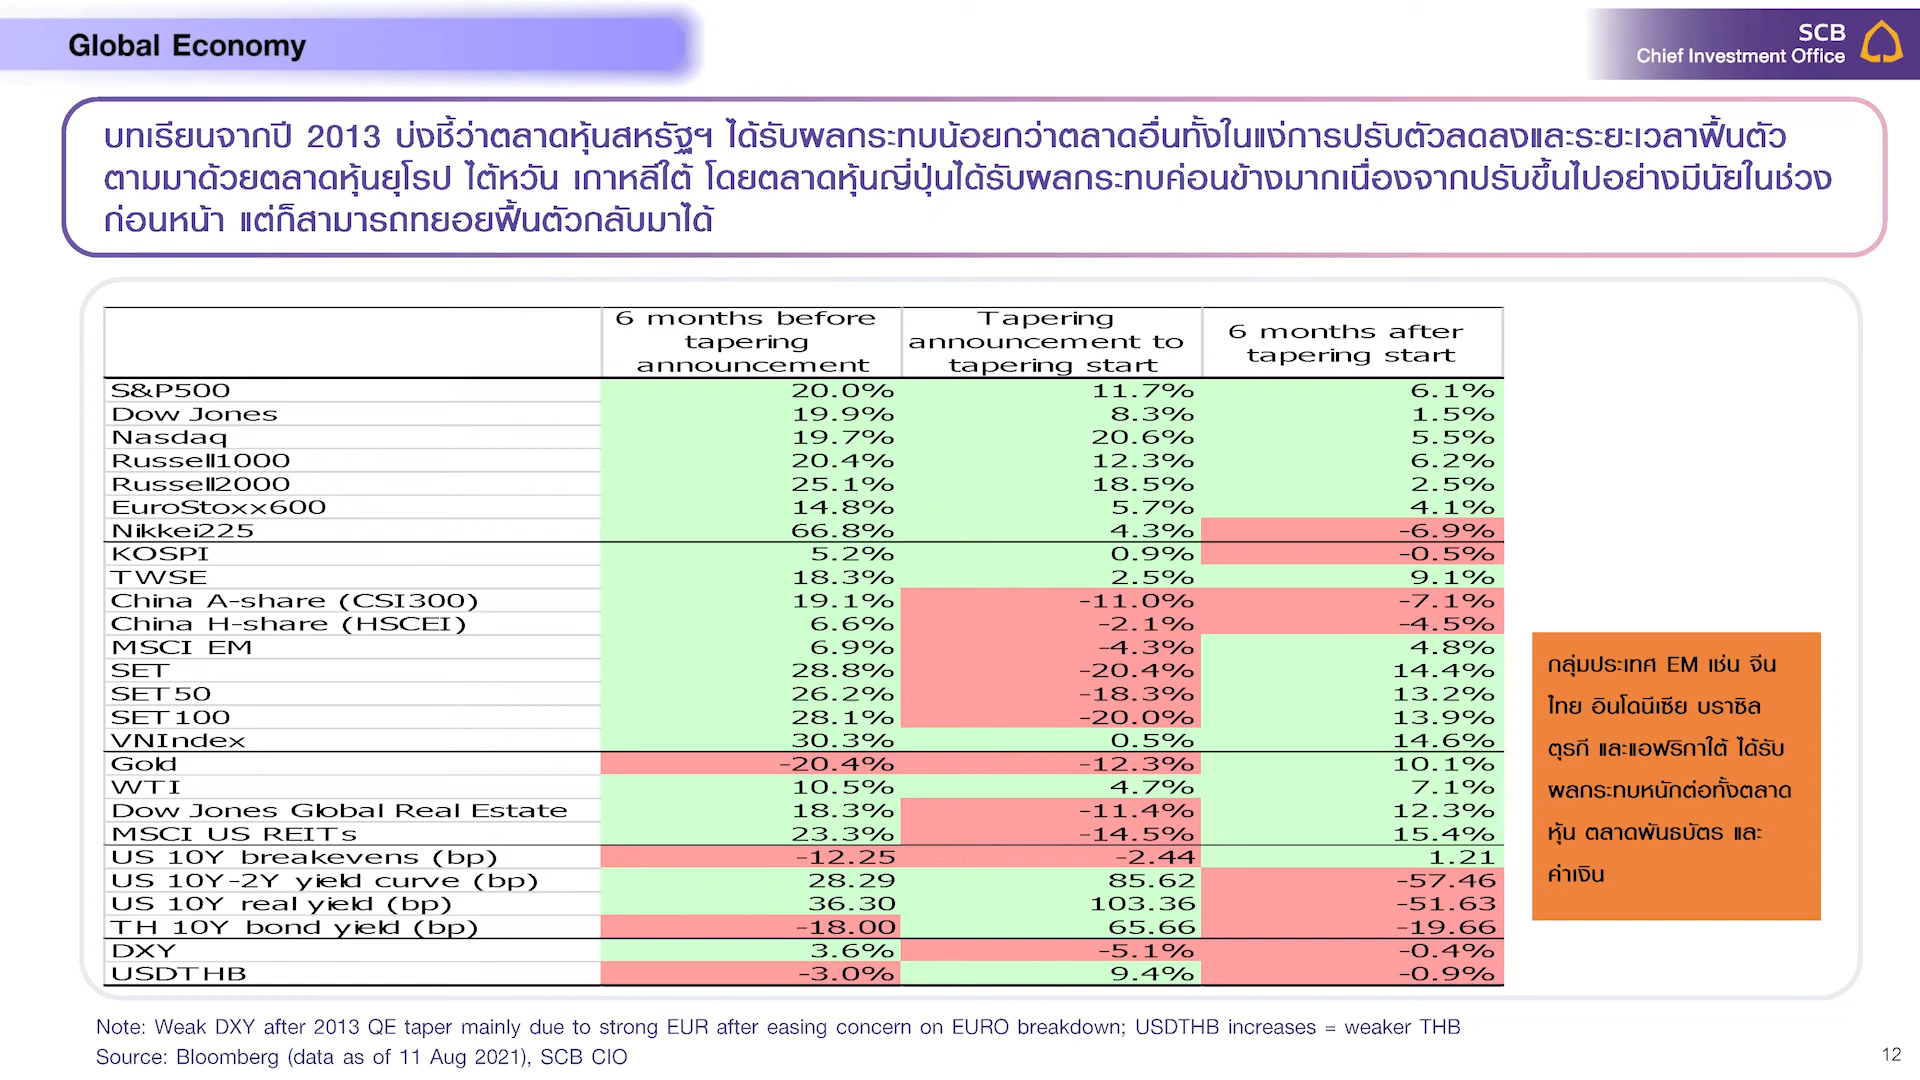 Global Economy
SCB
Chief Investment Office
บทเรียนจากปี 2013 บ่งชี้ว่าตลาดหุ้นสหรัฐฯ ได้รับผลกระทบน้อยกว่าตลาดอื่นทั้งในแง่การปรับตัวลดลงและระยะเวลาฟื้นตัว
ตามมาด้วยตลาดหุ้นยุโรป ไต้หวัน เกาหลีใต้ โดยตลาดหุ้นญี่ปุ่นได้รับผลกระทบค่อนข้างมากเนื่องจากปรับขึ้นไปอย่างมีนัยในช่วง
ก่อนหน้า แต่ก็สามารถทยอยฟื้นตัวกลับมาได้
6 months before tapering announcement Tapering announcement to tapering start 6 months after tapering start
S&P500 20.0% 11.7% 6.1%
Dow Jones 19.9% 8.3% 1.5%
Nasdaq 19.7% 20.6% 5.5%
Russell1000 20.4% 12.3% 6.2%
Russell2000 25.1% 18.5% 2.5%
EuroStoxx600 14.8% 5.7% 4.1%
Nikkei225 66.8% 4.3% -6.9%
KOSPI 5.2% 0.9% -0.5%
TWSE 18.3% 2.5% 9.1%
China A-share (CSI300) 19.1% -11.0% -7.1%
China H-share (HSCEI) 6.6% -2.1% -4.5%
MSCI EM 6.9% -4.3% 4.8%
SET 28.8% -20.4% 14.4%
SET50 26.2% -18.3% 13.2%
SET100 28.1% -20.0% 13.9%
VNIndex 30.3% 0.5% 14.6%
Gold -20.4% -12.3% 10.1%
WTI 10.5% 4.7% 7.1%
Dow Jones Global Real Estate 18.3% -11.4% 12.3%
MSCI US REITs 23.3% -14.5% 15.4%
US 10Y breakevens (bp) -12.25 -2.44 1.21
US 10Y-2Y yield curve (bp) 28.29 85.62 -57.46
US 10Y real yield (bp) 36.30 103.36 -51.63
TH 10Y bond yield (bp) -18.00 65.66 -19.66
DXY 3.6% -5.1% -0.4%
USDTHB -3.0% 9.4% -0.9%
กลุ่มประเทศ EM เช่น จีน
ไทย อินโดนีเซีย บราซิล
ตุรกี และแอฟริกาใต้ ได้รับ
ผลกระทบหนักต่อทั้งตลาด
หุ้น ตลาดพันธบัตร และ
ค่าเงิน
Note: Weak DXY after 2013 QE taper mainly due to strong EUR after easing concern on EURO breakdown; USDTHB increases = weaker THB
Source: Bloomberg (data as of 11 Aug 2021), SCB CIO
12